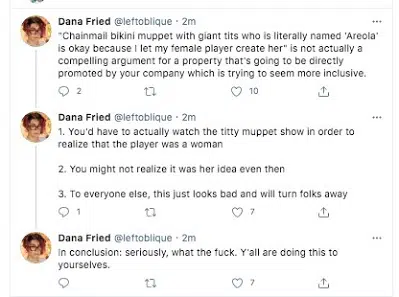 Dana Fried @leftoblique · 2m
"Chainmail bikini muppet with giant tits who is literally named 'Areola'
is okay because I let my female player create her" is not actually a
compelling argument for a property that's going to be directly
promoted by your company which is trying to seem more inclusive.
2 10
Dana Fried @leftoblique · 2m
1. You'd have to actually watch the titty muppet show in order to
realize that the player was a woman
2. You might not realize it was her idea even then
3. To everyone else, this just looks bad and will turn folks away
1 7
Dana Fried @leftoblique · 2m
In conclusion: seriously, what the fuck. Y'all are doing this to
yourselves.
7